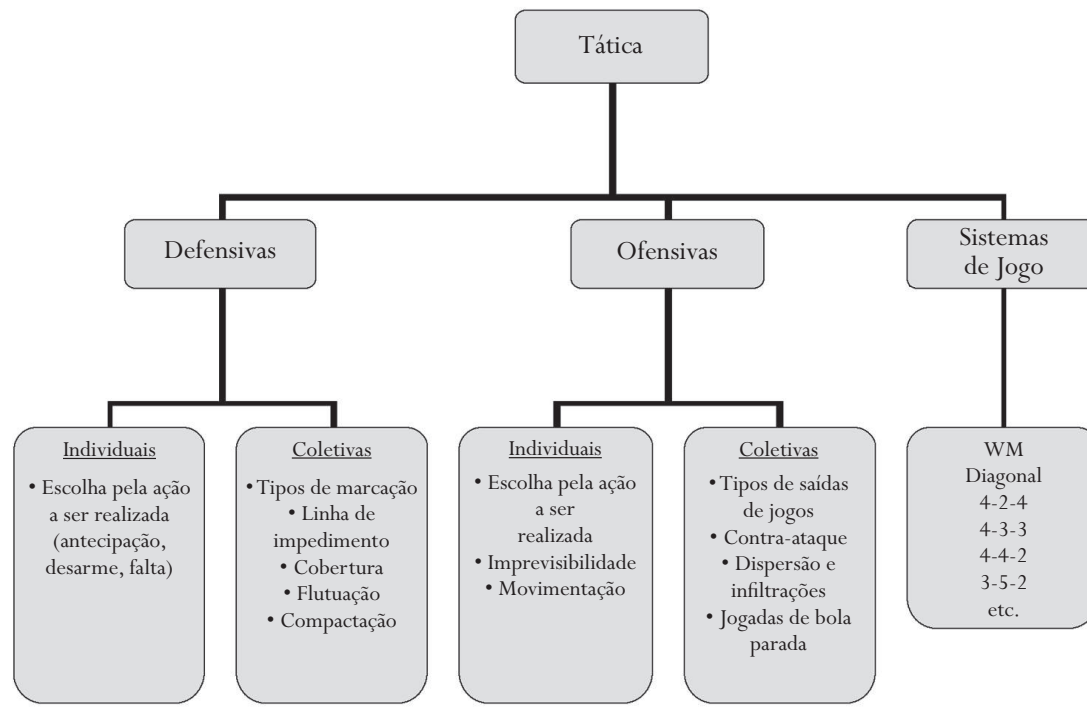 Tática
Defensivas
Ofensivas
Sistemas
de Jogo
Individuais
• Escolha pela ação
a ser realizada
(antecipação,
desarme, falta)
Coletivas
• Tipos de marcação
• Linha de
impedimento
• Cobertura
• Flutuação
• Compactação
Individuais
• Escolha pela ação
a ser
realizada
• Imprevisibilidade
• Movimentação
Coletivas
• Tipos de saídas
de jogos
• Contra-ataque
• Dispersão e
infiltrações
• Jogadas de bola
parada
WM
Diagonal
4-2-4
4-3-3
4-4-2
3-5-2
etc.